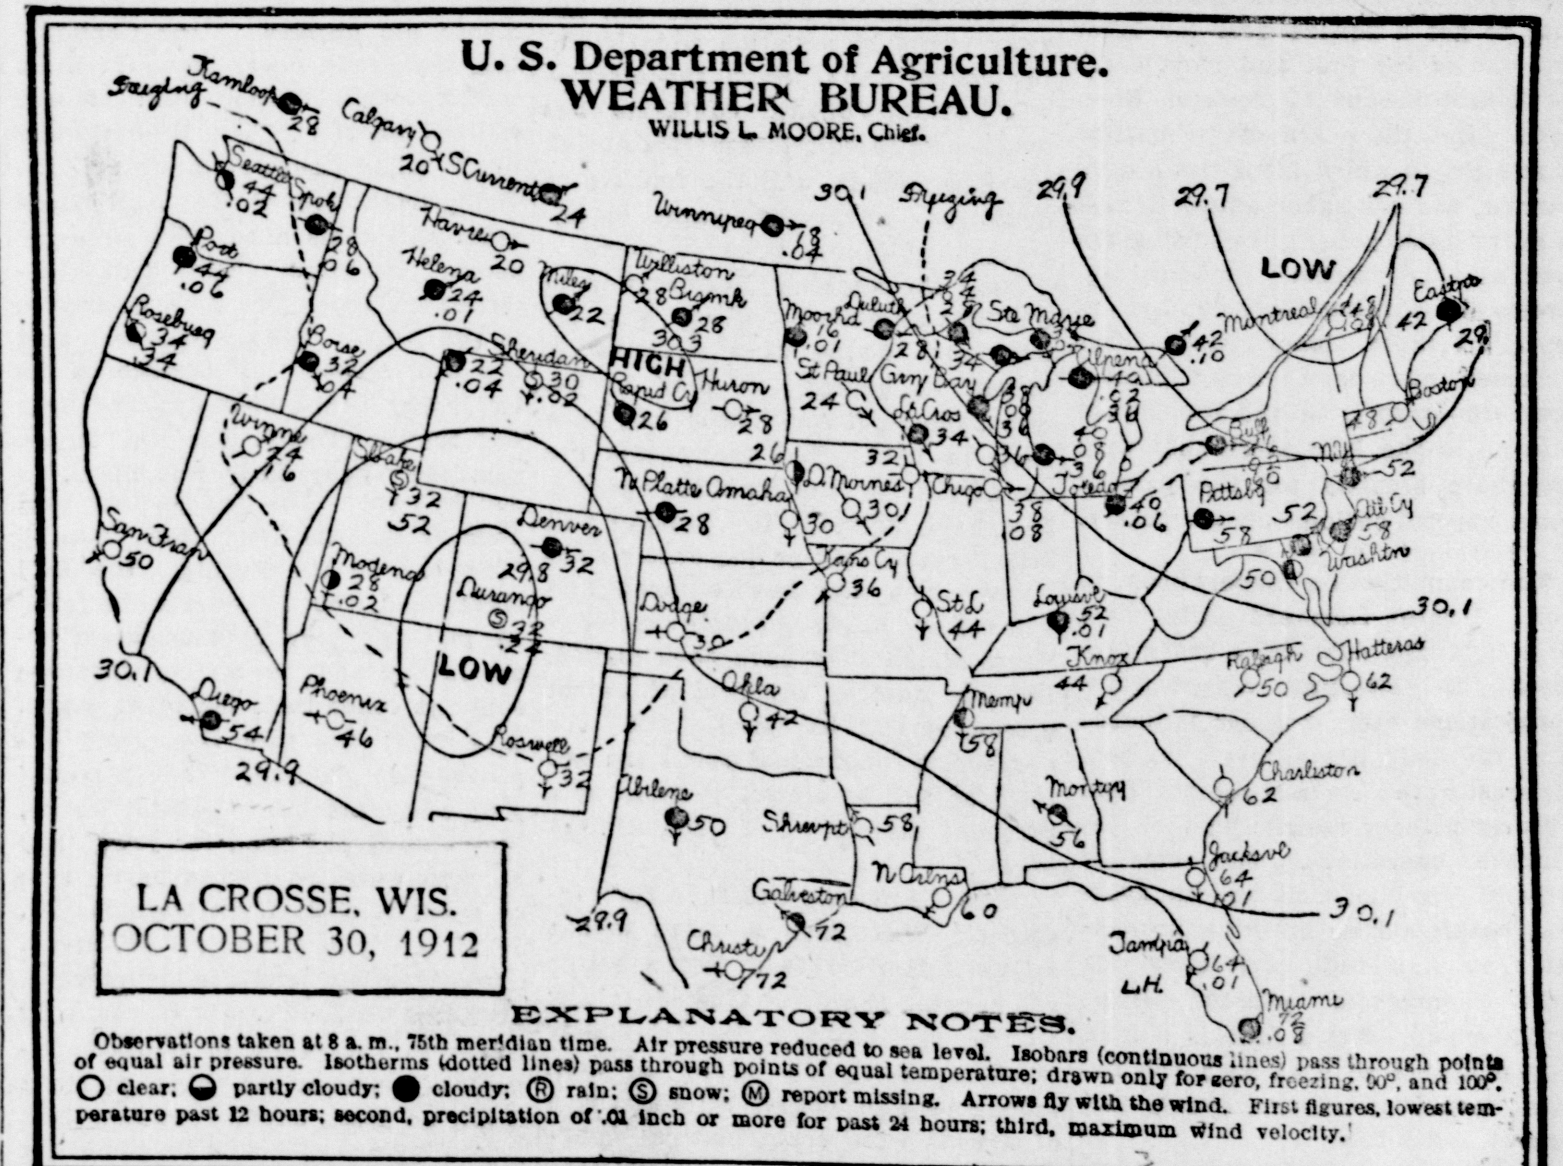 U. S. Department of Agriculture.
WEATHER BUREAU.
WILLIS L. MOORE, Chief.
Kamloop
28
Calgary
20
S Current
24
Winnipeg
18
.04
30.1
29.9
29.7
29.7
Seattle
44
.02
Spok
28
06
Havre
20
Helena
24
.01
Miles
22
Williston
28
Bismk
28
303
HIGH
LOW
Montreal
48
Eastpo
42
29.
Port
44
.06
Roseburg
34
.34
Boise
32
04
22
.04
Sheridan
30
.02
Rapid Cy
26
Huron
28
Moorhd
16
.01
Duluth
28
Ste Marie
34
42
.10
Alpena
St Paul
24
Grn Bay
La Cros
34
Boston
48
Buff
N.Y.
52
Winne
24
16
S Lake
32
.52
N Platte
28
Omaha
30
26
D. Moines
30
32
Chigo
38
08
Toledo
40
.06
Pittsbg
58
52
Atl Cy
58
Washtn
50
San Fran
50
Modena
28
.02
Denver
32
29.8
Durango
32
.24
LOW
Dodge
30
Kans Cy
36
St L
44
Louisvl
52
.01
30.1
Knox
44
Raleigh
50
Hatteras
62
30.1
Diego
54
Phoenix
46
29.9
Roswell
32
Okla
42
Memp
58
Abilene
50
Shrevpt
58
Montgy
56
Charleston
62
N Orlns
60
Jacksvl
64
.01
30.1
Galveston
72
29.9
Christi
72
Tampa
64
.01
L.H.
Miami
72
.08
LA CROSSE, WIS.
OCTOBER 30, 1912
EXPLANATORY NOTES.
Observations taken at 8 a. m., 75th meridian time. Air pressure reduced to sea level. Isobars (continuous lines) pass through points
of equal air pressure. Isotherms (dotted lines) pass through points of equal temperature; drawn only for zero, freezing, 90°, and 100°.
clear; partly cloudy; cloudy; Ⓡ rain; Ⓢ snow; Ⓜ report missing. Arrows fly with the wind. First figures, lowest tem-
perature past 12 hours; second, precipitation of .01 inch or more for past 24 hours; third, maximum wind velocity.